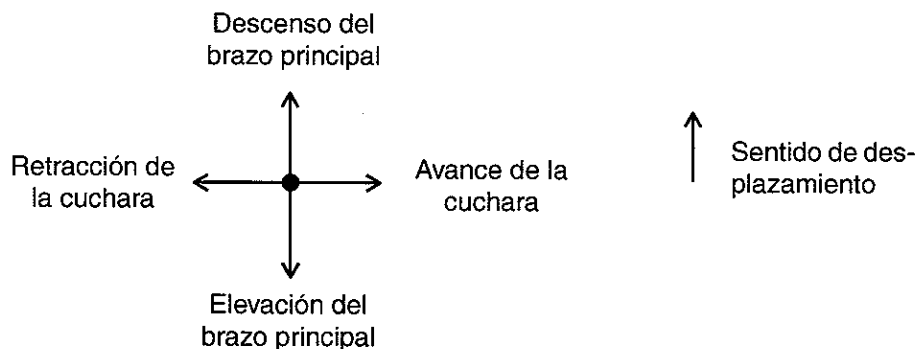 Descenso del
brazo principal
Retracción de
la cuchara
Avance de la
cuchara
Sentido de des-
plazamiento
Elevación del
brazo principal